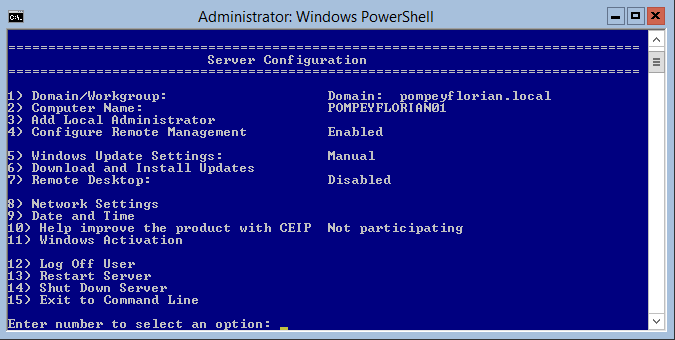 Administrator: Windows PowerShell
===============================================================================
Server Configuration
===============================================================================
1) Domain/Workgroup: Domain: pompeyflorian.local
2) Computer Name: POMPEYFLORIAN01
3) Add Local Administrator
4) Configure Remote Management Enabled
5) Windows Update Settings: Manual
6) Download and Install Updates
7) Remote Desktop: Disabled
8) Network Settings
9) Date and Time
10) Help improve the product with CEIP Not participating
11) Windows Activation
12) Log Off User
13) Restart Server
14) Shut Down Server
15) Exit to Command Line
Enter number to select an option: _